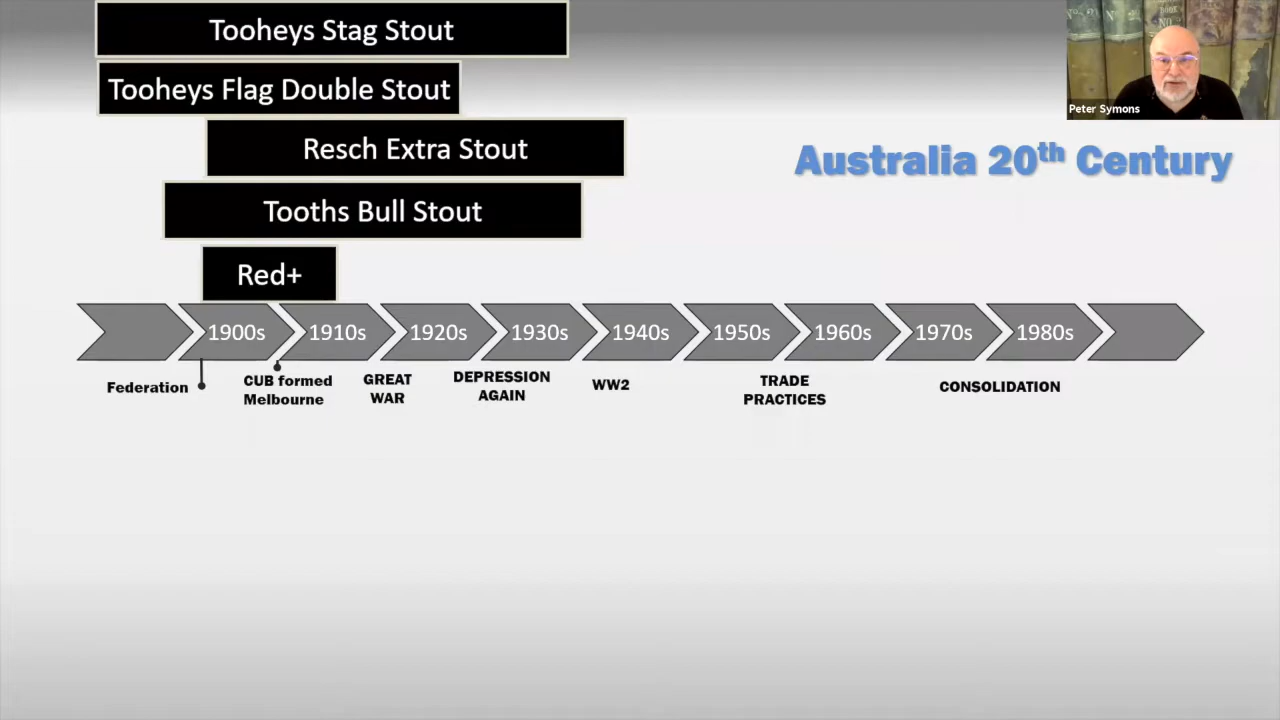 Tooheys Stag Stout
Tooheys Flag Double Stout
Peter Symons
Resch Extra Stout
Australia 20th Century
Tooths Bull Stout
Red+
1900s 1910s 1920s 1930s 1940s 1950s 1960s 1970s 1980s
Federation
CUB formed
Melbourne
GREAT
WAR
DEPRESSION
AGAIN
WW2
TRADE
PRACTICES
CONSOLIDATION